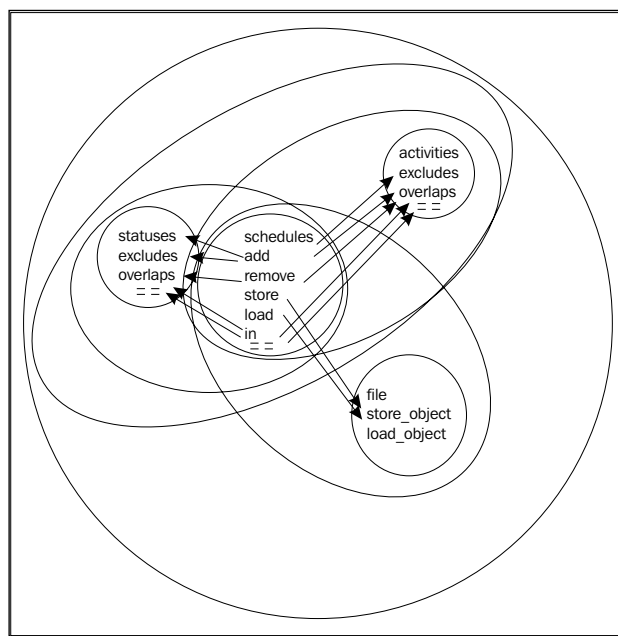 activities
excludes
overlaps
= =
statuses
excludes
overlaps
= =
schedules
add
remove
store
load
in
= =
file
store_object
load_object